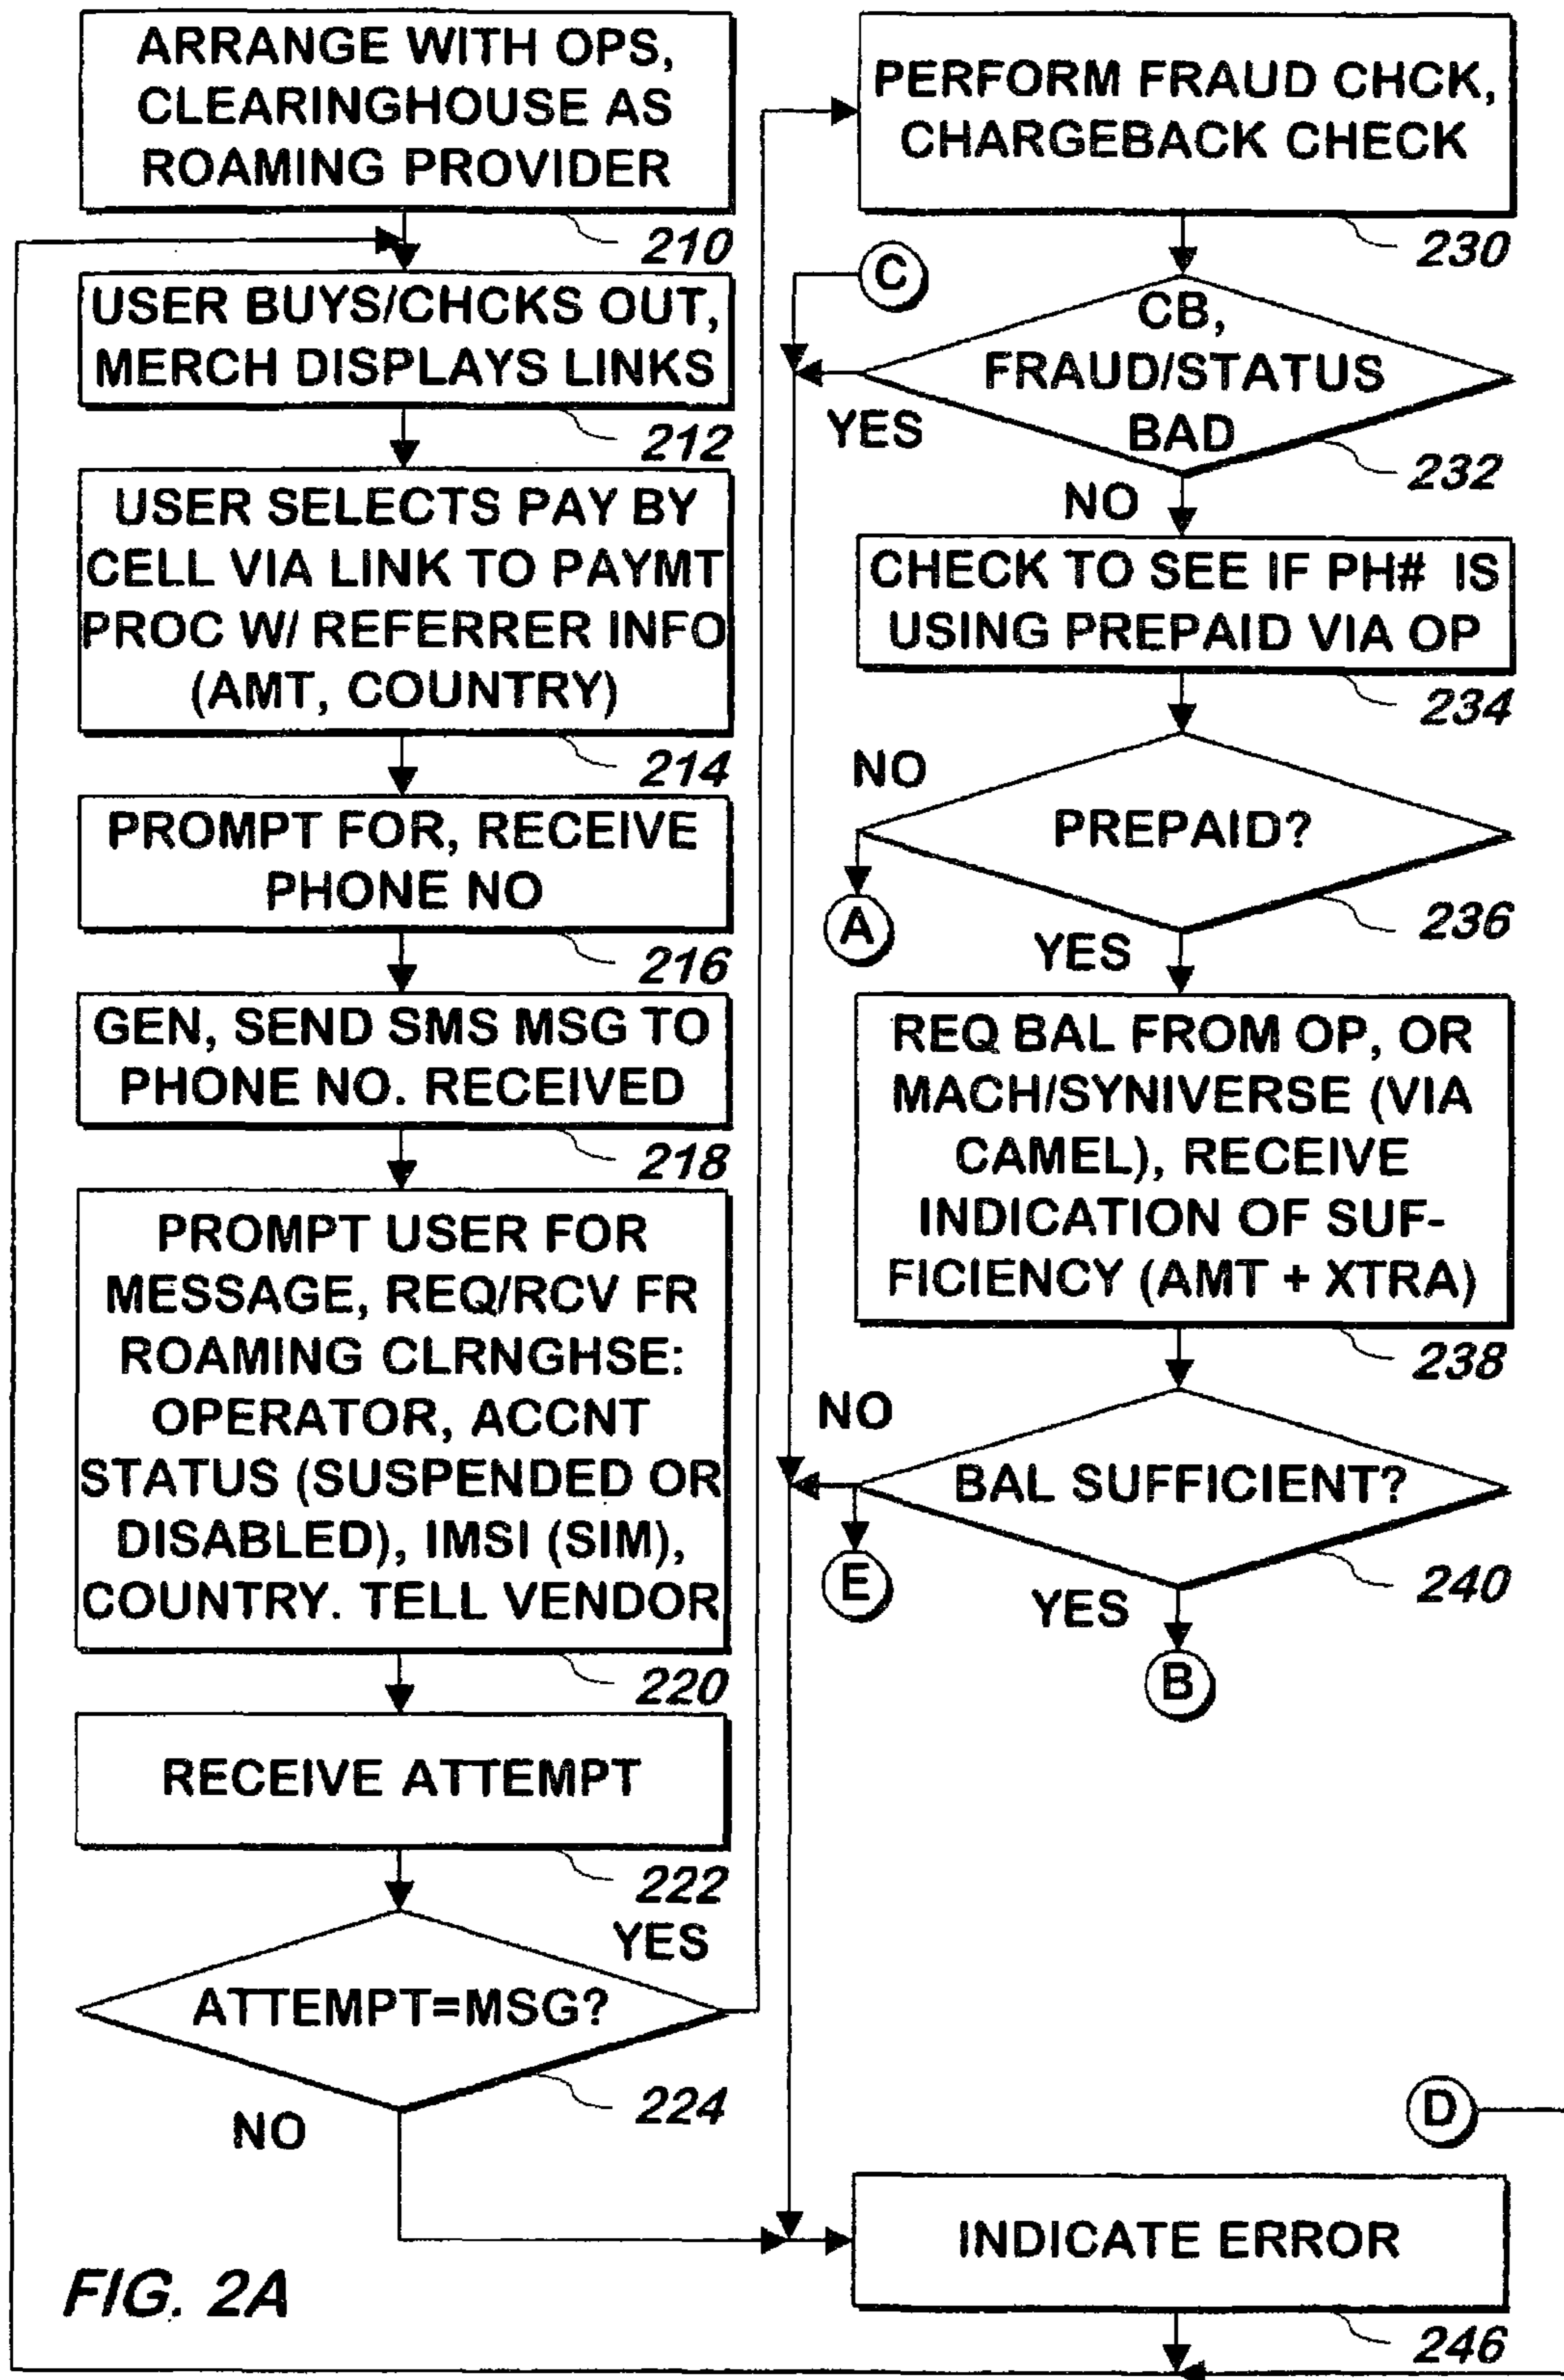 ARRANGE WITH OPS,
CLEARINGHOUSE AS
ROAMING PROVIDER
210
USER BUYS/CHCKS OUT,
MERCH DISPLAYS LINKS
212
USER SELECTS PAY BY
CELL VIA LINK TO PAYMT
PROC W/ REFERRER INFO
(AMT, COUNTRY)
214
PROMPT FOR, RECEIVE
PHONE NO
216
GEN, SEND SMS MSG TO
PHONE NO. RECEIVED
218
PROMPT USER FOR
MESSAGE, REQ/RCV FR
ROAMING CLRNGHSE:
OPERATOR, ACCNT
STATUS (SUSPENDED OR
DISABLED), IMSI (SIM),
COUNTRY. TELL VENDOR
220
RECEIVE ATTEMPT
222
YES
ATTEMPT=MSG?
224
NO
PERFORM FRAUD CHCK,
CHARGEBACK CHECK
230
C
CB,
FRAUD/STATUS
BAD
YES
232
NO
CHECK TO SEE IF PH# IS
USING PREPAID VIA OP
234
NO
PREPAID?
A
236
YES
REQ BAL FROM OP, OR
MACH/SYNIVERSE (VIA
CAMEL), RECEIVE
INDICATION OF SUF-
FICIENCY (AMT + XTRA)
238
NO
BAL SUFFICIENT?
E
240
YES
B
D
INDICATE ERROR
246
FIG. 2A